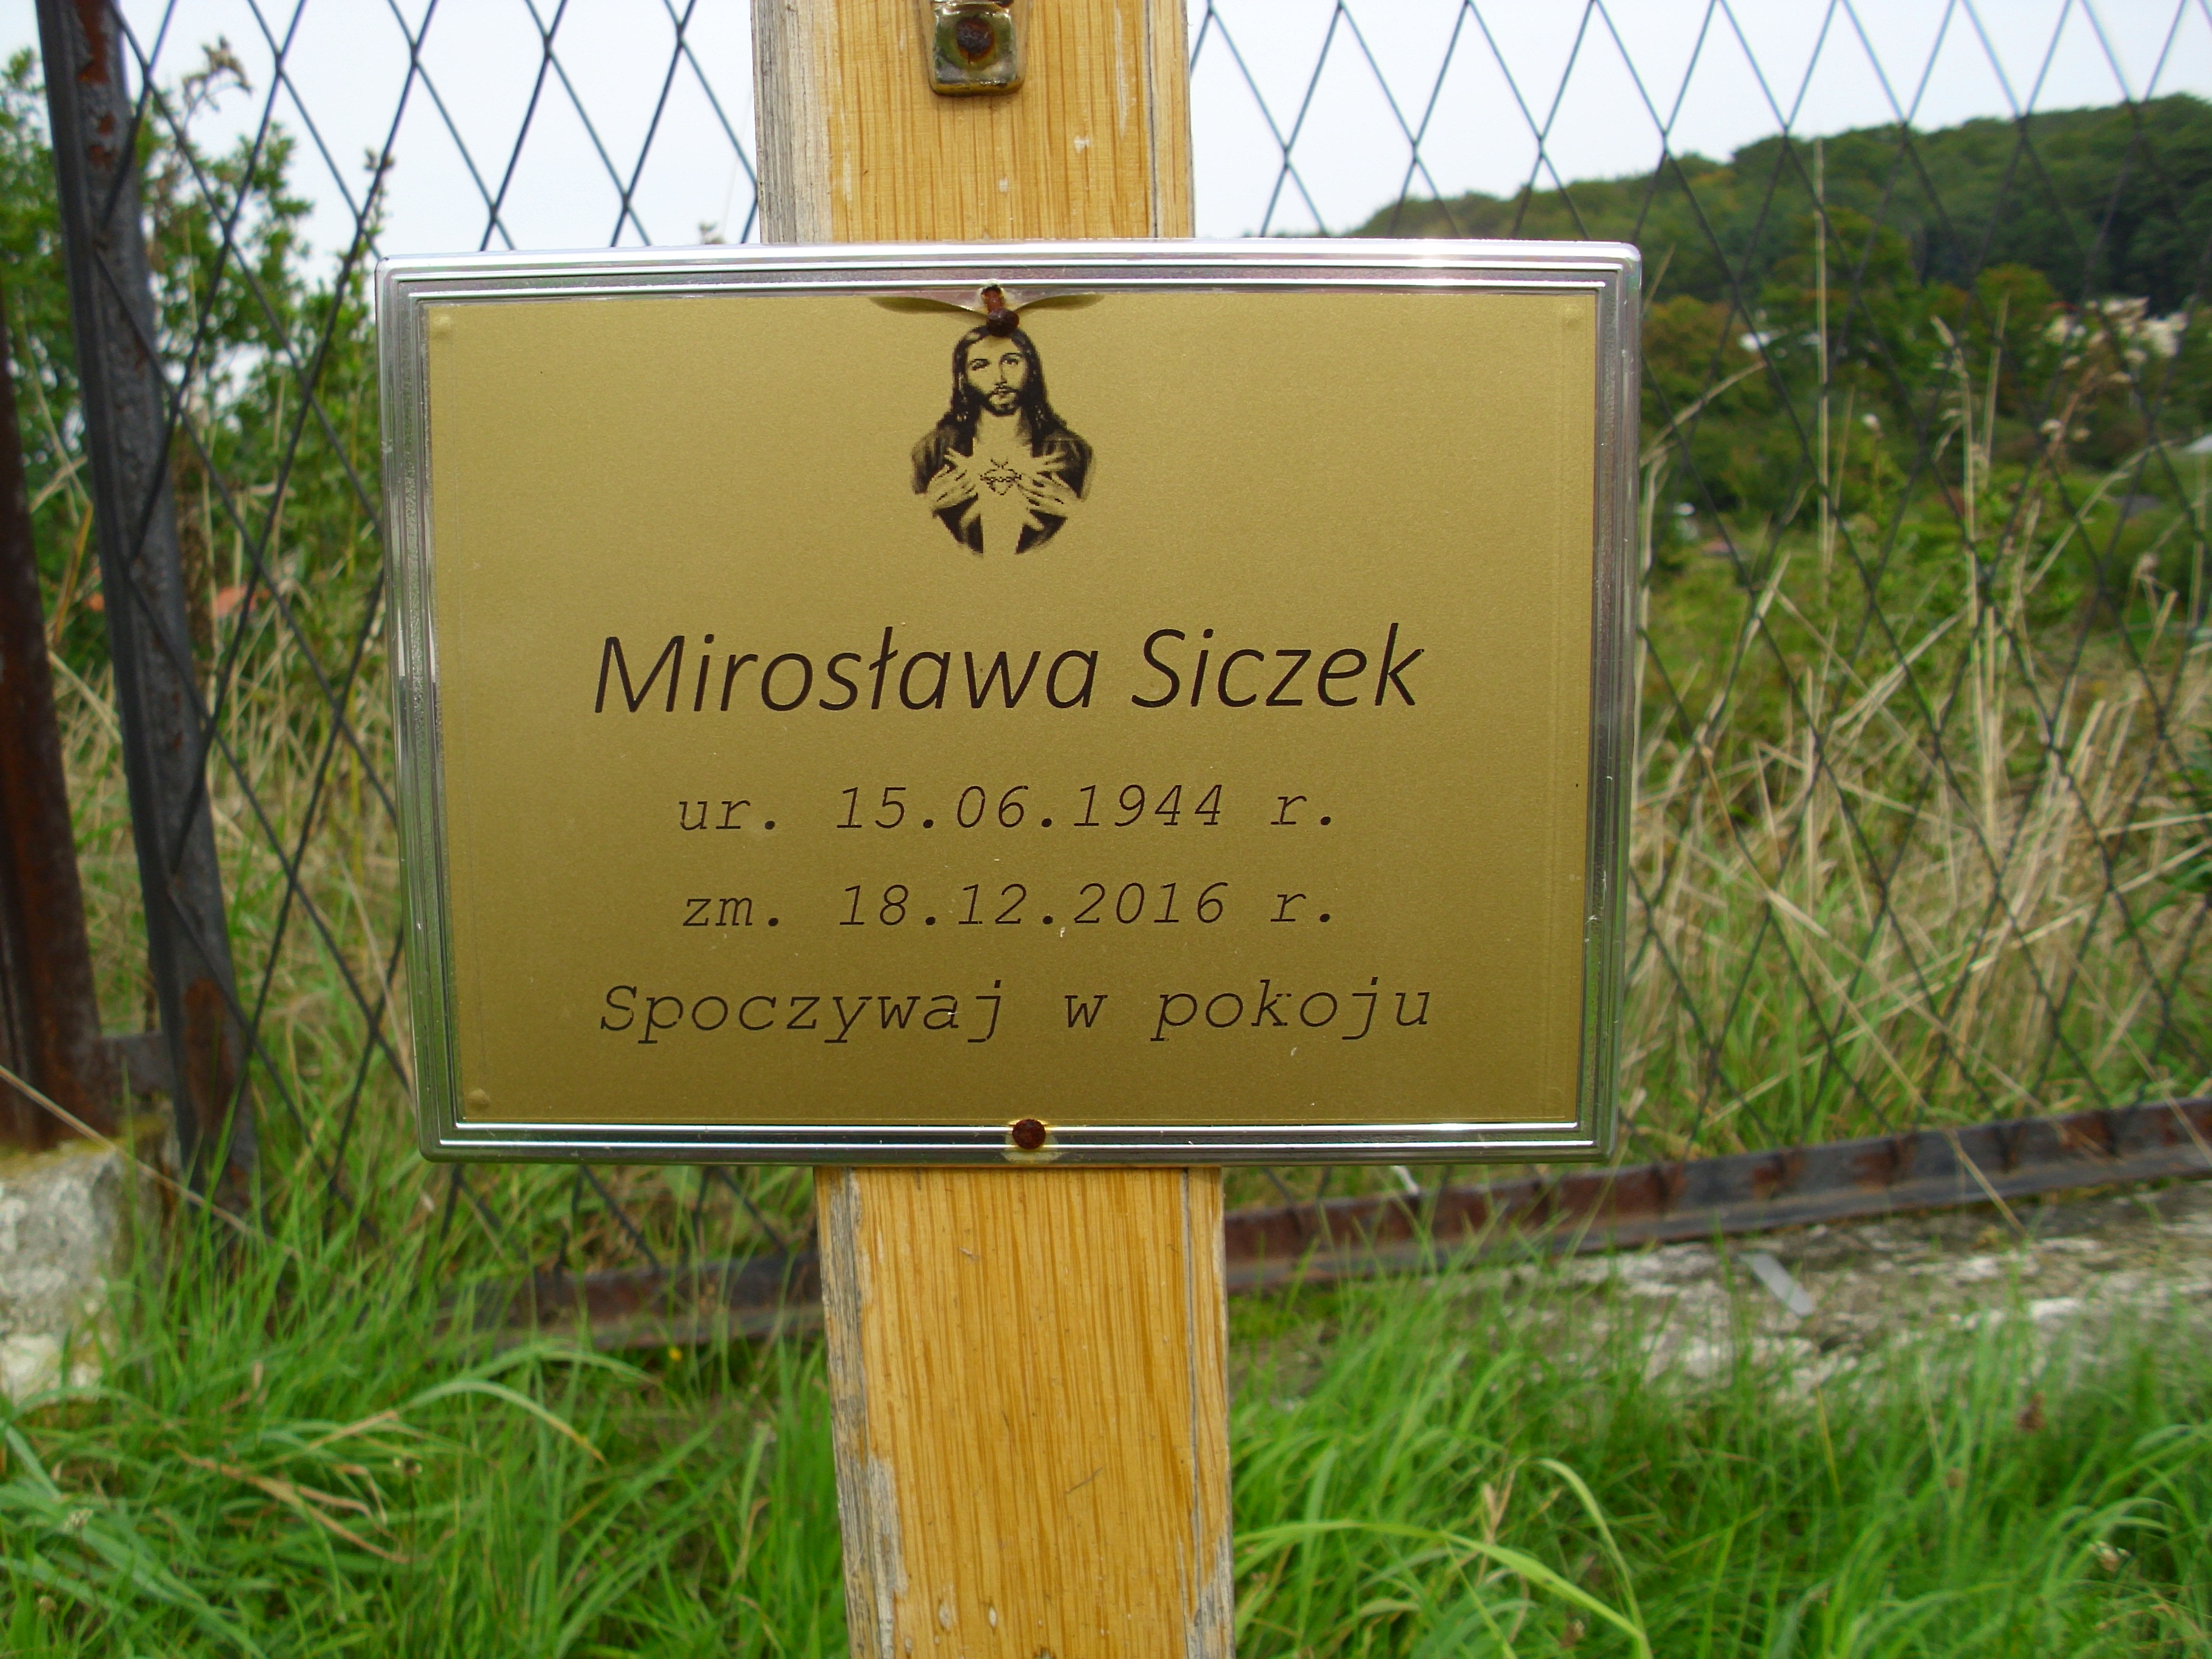 Mirosława Siczek
ur. 15.06.1944 r.
zm. 18.12.2016 r.
Spoczywaj w pokoju